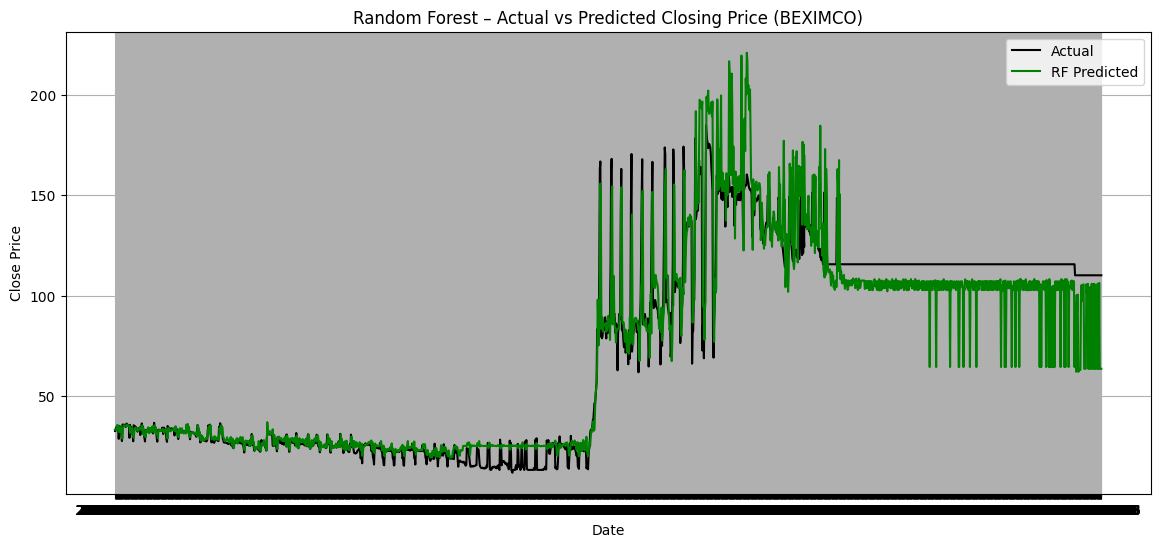 Random Forest – Actual vs Predicted Closing Price (BEXIMCO)
Actual
RF Predicted
200
150
100
50
Close Price
Date